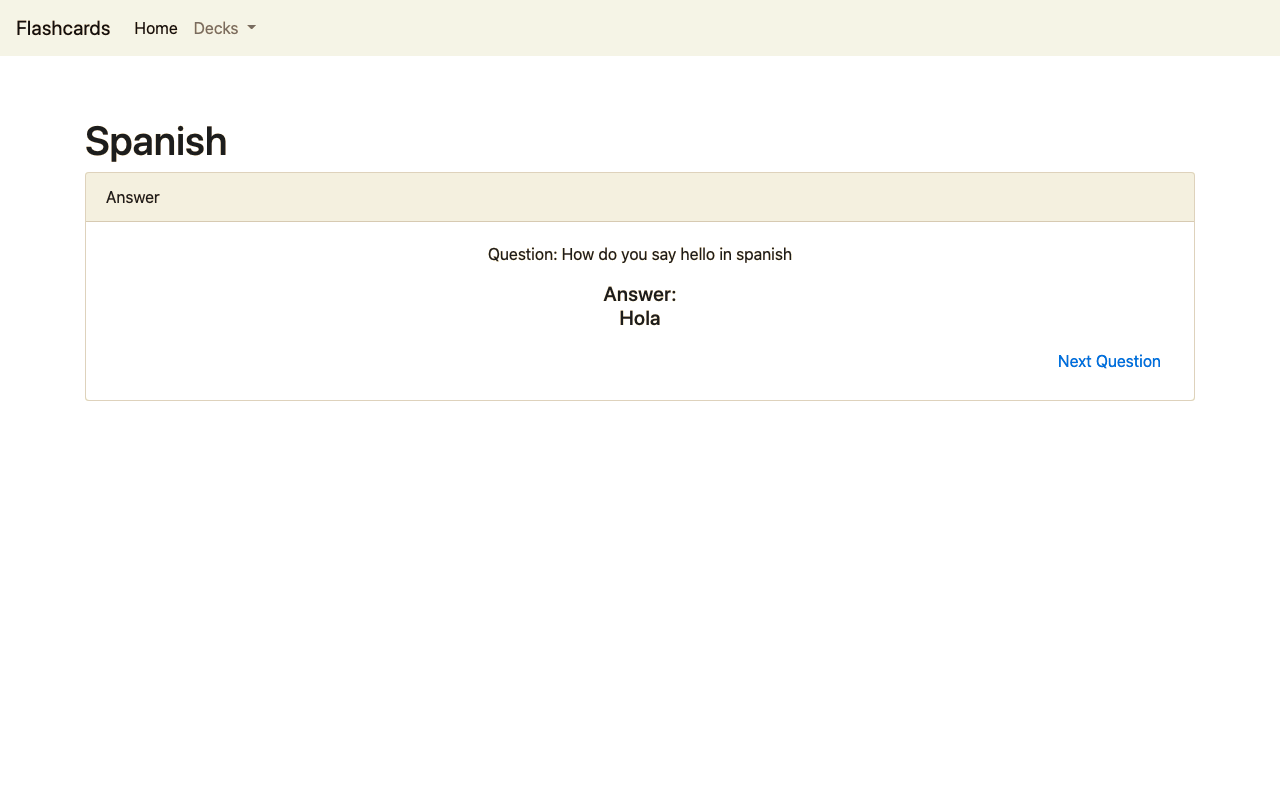 Flashcards Home Decks
Spanish
Answer
Question: How do you say hello in spanish
Answer:
Hola
Next Question